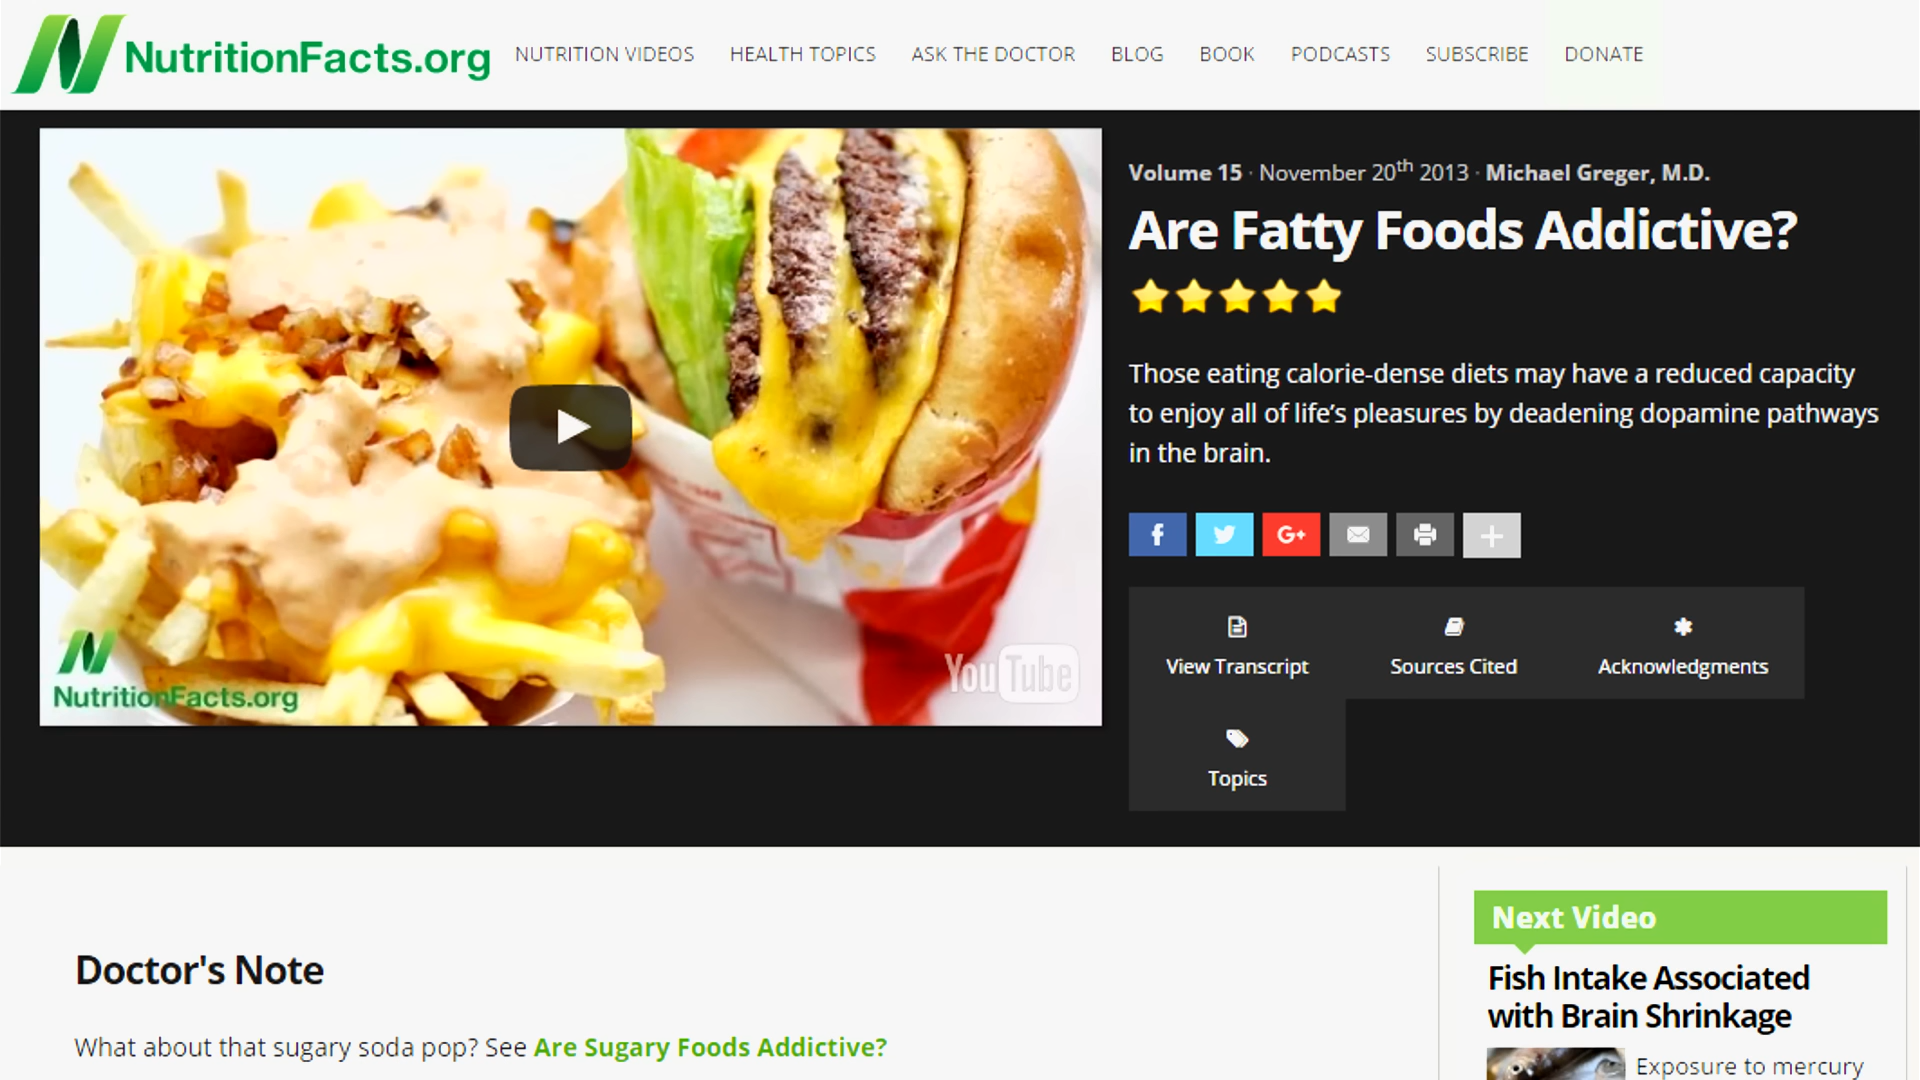 NutritionFacts.org
NUTRITION VIDEOS HEALTH TOPICS ASK THE DOCTOR BLOG BOOK PODCASTS SUBSCRIBE DONATE
Volume 15 · November 20th 2013 · Michael Greger, M.D.
Are Fatty Foods Addictive?
Those eating calorie-dense diets may have a reduced capacity
to enjoy all of life’s pleasures by deadening dopamine pathways
in the brain.
f G+
View Transcript Sources Cited Acknowledgments
Topics
NutritionFacts.org
YouTube
Doctor's Note
What about that sugary soda pop? See Are Sugary Foods Addictive?
Next Video
Fish Intake Associated
with Brain Shrinkage
Exposure to mercury